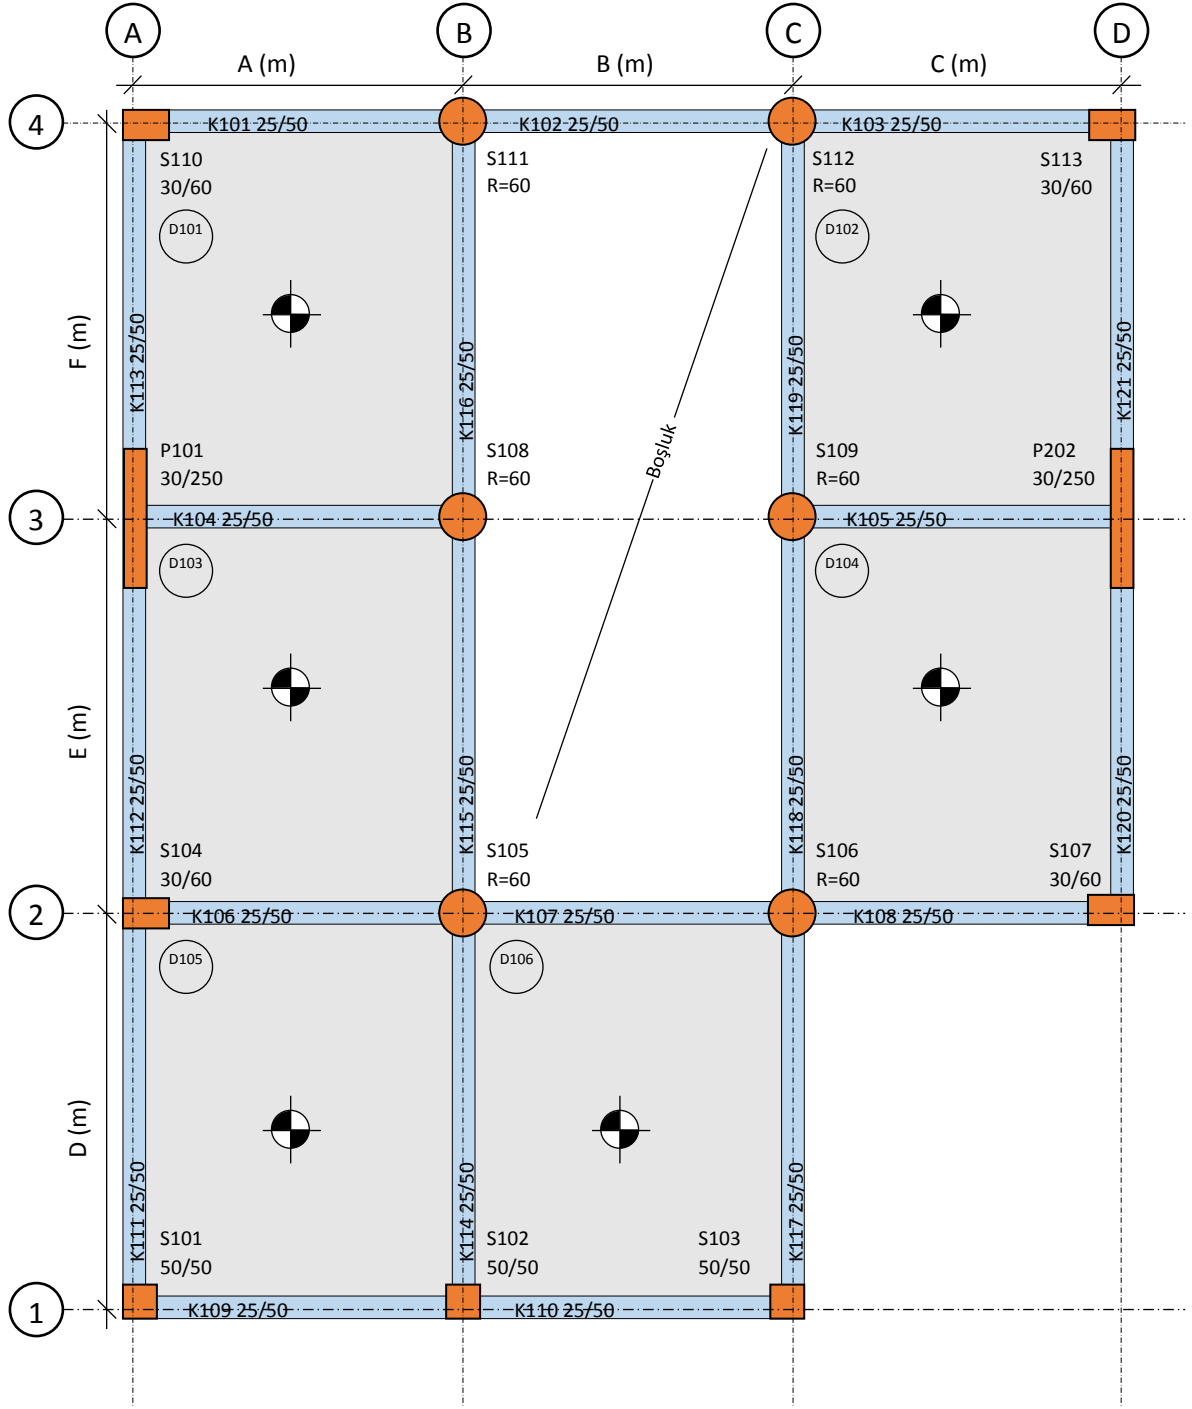 A
B
C
D
A (m)
B (m)
C (m)
4
K101 25/50
K102 25/50
K103 25/50
S110
30/60
S111
R=60
S112
R=60
S113
30/60
D101
D102
F (m)
K113 25/50
K116 25/50
K119 25/50
K121 25/50
Boşluk
P101
30/250
S108
R=60
S109
R=60
P202
30/250
3
K104 25/50
K105 25/50
D103
D104
E (m)
K112 25/50
K115 25/50
K118 25/50
K120 25/50
S104
30/60
S105
R=60
S106
R=60
S107
30/60
2
K106 25/50
K107 25/50
K108 25/50
D105
D106
D (m)
K111 25/50
K114 25/50
K117 25/50
S101
50/50
S102
50/50
S103
50/50
1
K109 25/50
K110 25/50